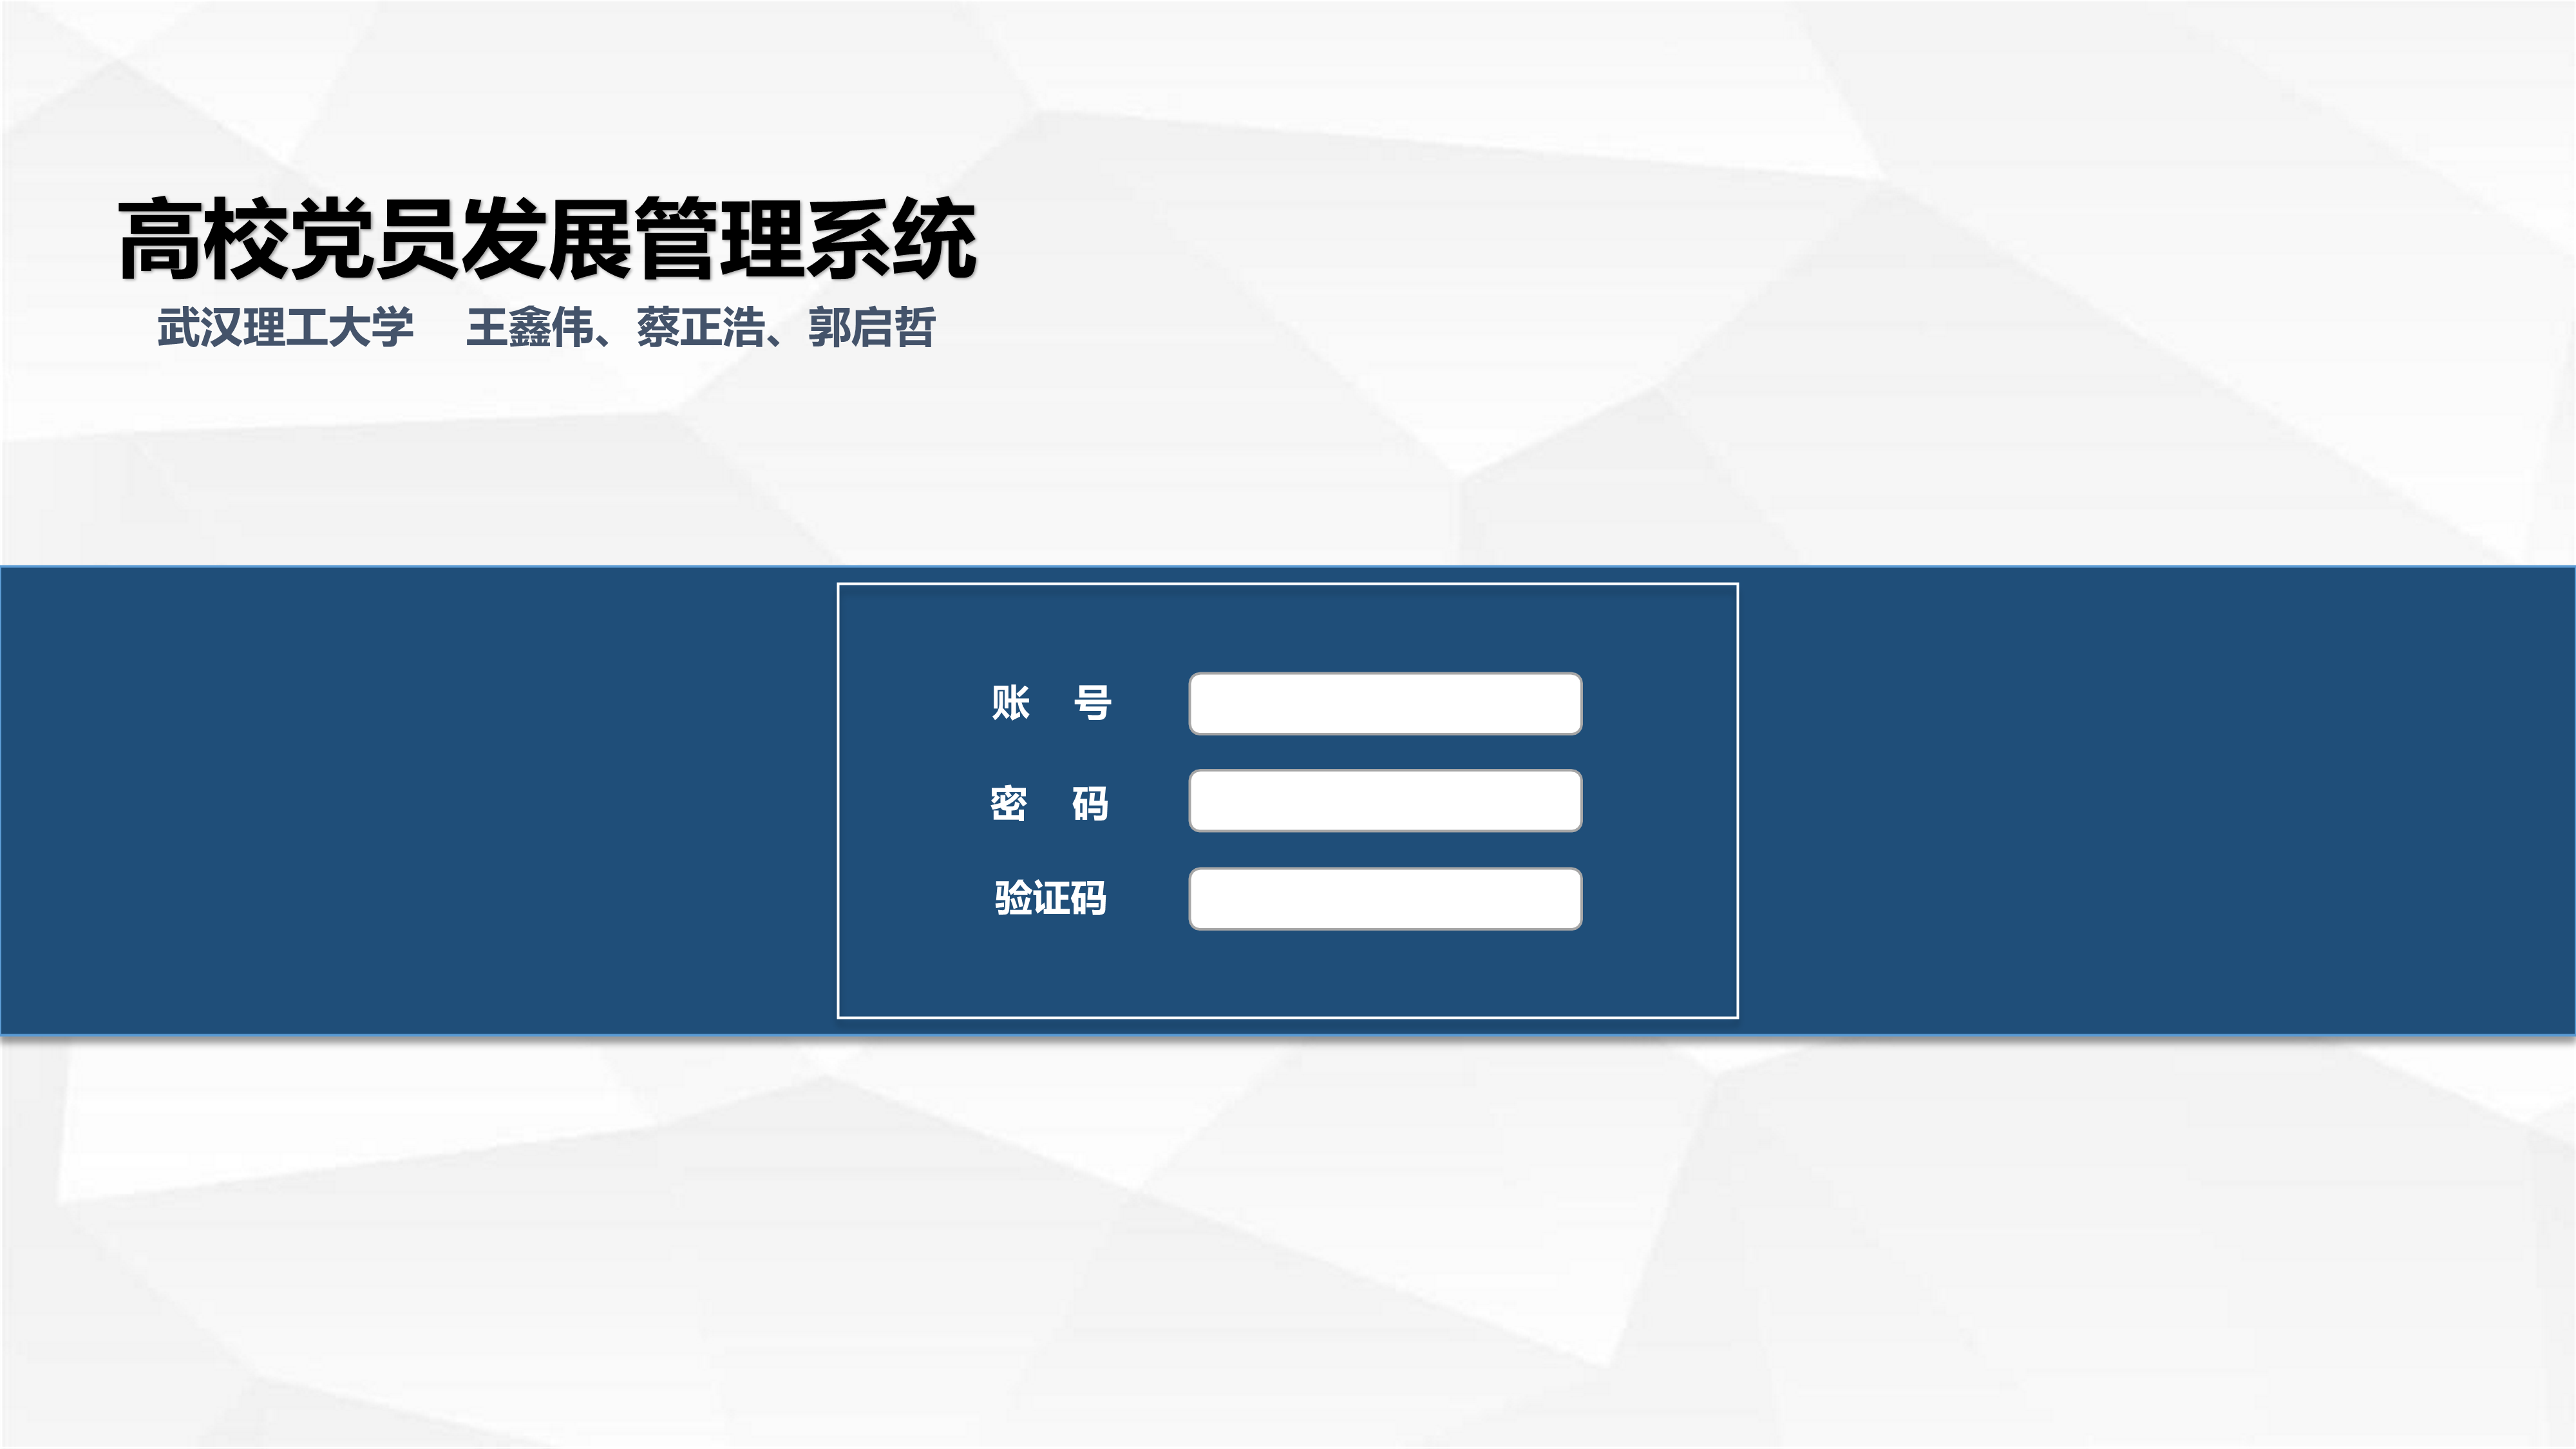 高校党员发展管理系统
武汉理工大学 王鑫伟、蔡正浩、郭启哲
账 号
密 码
验证码